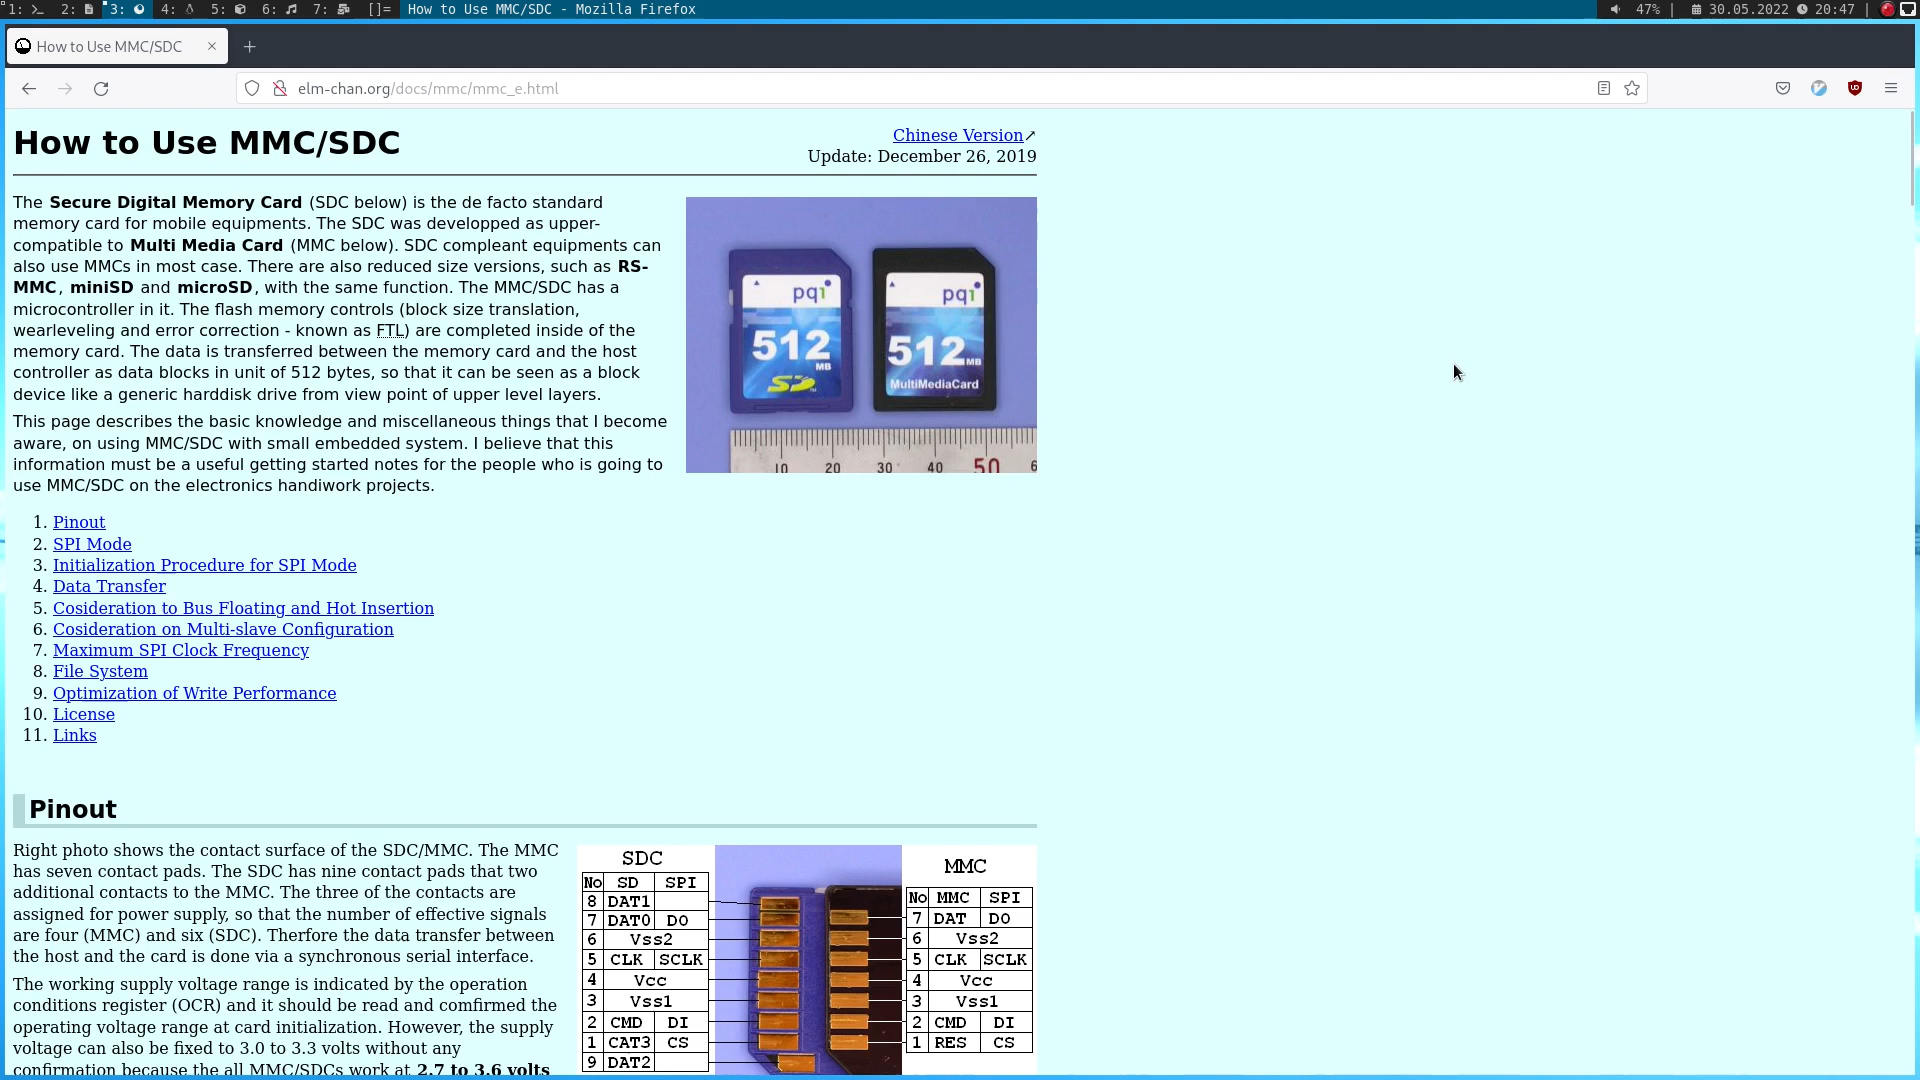 1: 2: 3: 4: 5: 6: 7: []= How to Use MMC/SDC - Mozilla Firefox 47% | 30.05.2022 20:47 |
How to Use MMC/SDC
elm-chan.org/docs/mmc/mmc_e.html
How to Use MMC/SDC
Chinese Version
Update: December 26, 2019
The Secure Digital Memory Card (SDC below) is the de facto standard
memory card for mobile equipments. The SDC was developped as upper-
compatible to Multi Media Card (MMC below). SDC compleant equipments can
also use MMCs in most case. There are also reduced size versions, such as RS-
MMC, miniSD and microSD, with the same function. The MMC/SDC has a
microcontroller in it. The flash memory controls (block size translation,
wearleveling and error correction - known as FTL) are completed inside of the
memory card. The data is transferred between the memory card and the host
controller as data blocks in unit of 512 bytes, so that it can be seen as a block
device like a generic harddisk drive from view point of upper level layers.
This page describes the basic knowledge and miscellaneous things that I become
aware, on using MMC/SDC with small embedded system. I believe that this
information must be a useful getting started notes for the people who is going to
use MMC/SDC on the electronics handiwork projects.
pqi
512
MB
SD
pqi
512
MB
MultiMediaCard
10 20 30 40 50 6
1. Pinout
2. SPI Mode
3. Initialization Procedure for SPI Mode
4. Data Transfer
5. Cosideration to Bus Floating and Hot Insertion
6. Cosideration on Multi-slave Configuration
7. Maximum SPI Clock Frequency
8. File System
9. Optimization of Write Performance
10. License
11. Links
Pinout
Right photo shows the contact surface of the SDC/MMC. The MMC
has seven contact pads. The SDC has nine contact pads that two
additional contacts to the MMC. The three of the contacts are
assigned for power supply, so that the number of effective signals
are four (MMC) and six (SDC). Therfore the data transfer between
the host and the card is done via a synchronous serial interface.
The working supply voltage range is indicated by the operation
conditions register (OCR) and it should be read and comfirmed the
operating voltage range at card initialization. However, the supply
voltage can also be fixed to 3.0 to 3.3 volts without any
confirmation because the all MMC/SDCs work at 2.7 to 3.6 volts
SDC
No SD SPI
8 DAT1
7 DAT0 DO
6 Vss2
5 CLK SCLK
4 Vcc
3 Vss1
2 CMD DI
1 CAT3 CS
9 DAT2
MMC
No MMC SPI
7 DAT DO
6 Vss2
5 CLK SCLK
4 Vcc
3 Vss1
2 CMD DI
1 RES CS